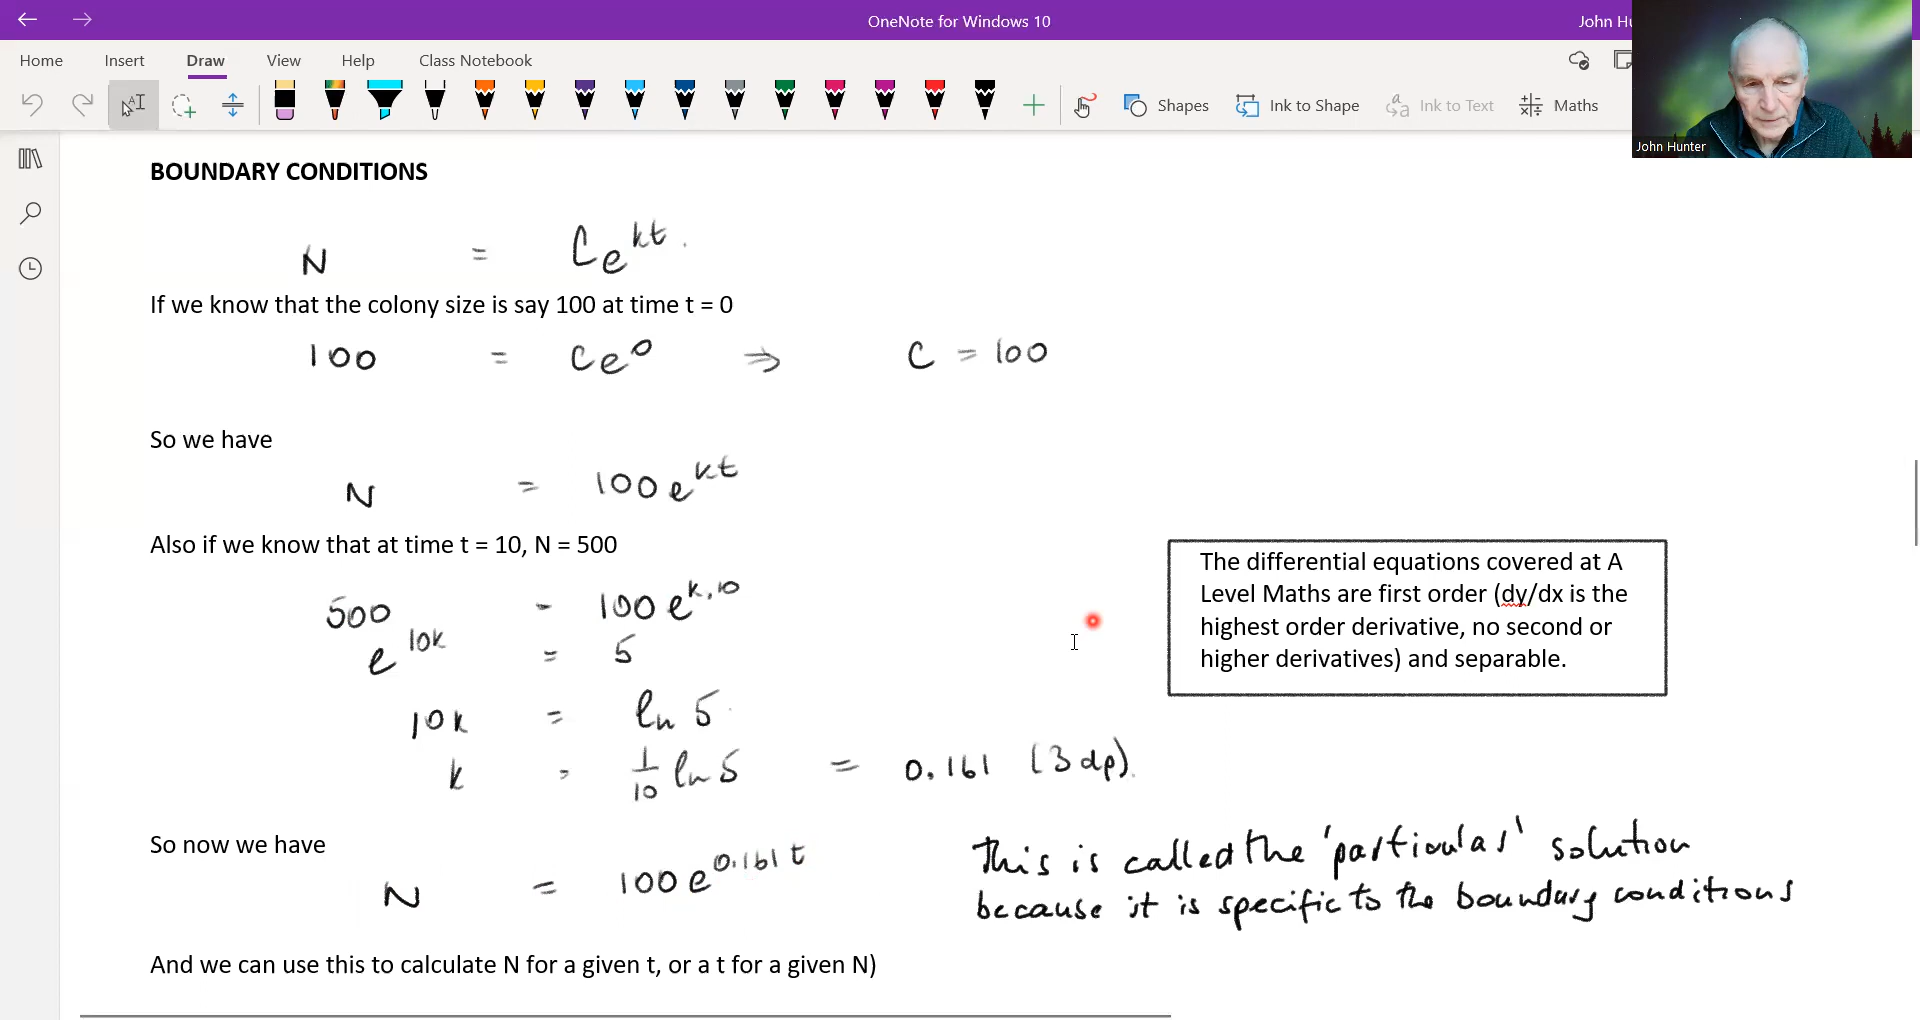 OneNote for Windows 10
John Hu
Home Insert Draw View Help Class Notebook
Shapes Ink to Shape Ink to Text Maths
John Hunter
BOUNDARY CONDITIONS
N = Ce^kt.
If we know that the colony size is say 100 at time t = 0
100 = Ce^0 ⇒ C = 100
So we have
N = 100e^kt
Also if we know that at time t = 10, N = 500
500 = 100e^k.10
e^10k = 5
10k = ln 5
k = 1/10 ln 5 = 0.161 (3dp).
So now we have
N = 100e^0.161t
And we can use this to calculate N for a given t, or a t for a given N)
The differential equations covered at A
Level Maths are first order (dy/dx is the
highest order derivative, no second or
higher derivatives) and separable.
This is called the 'particular' solution
because it is specific to the boundary conditions